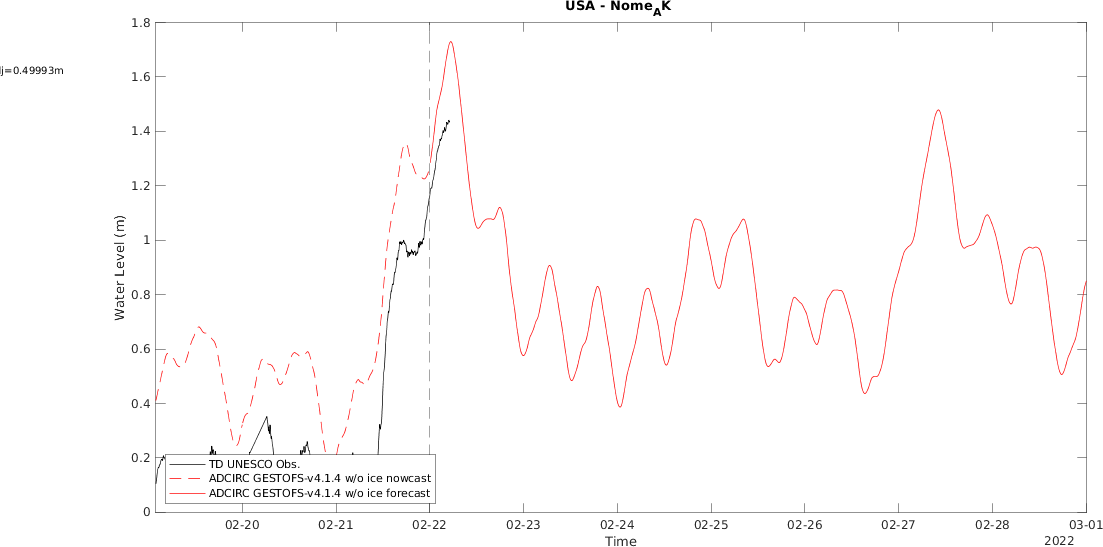 USA - Nome_AK
lj=0.49993m
1.8
1.6
1.4
1.2
1
0.8
0.6
0.4
0.2
0
Water Level (m)
TD UNESCO Obs.
ADCIRC GESTOFS-v4.1.4 w/o ice nowcast
ADCIRC GESTOFS-v4.1.4 w/o ice forecast
02-20 02-21 02-22 02-23 02-24 02-25 02-26 02-27 02-28 03-01
Time
2022